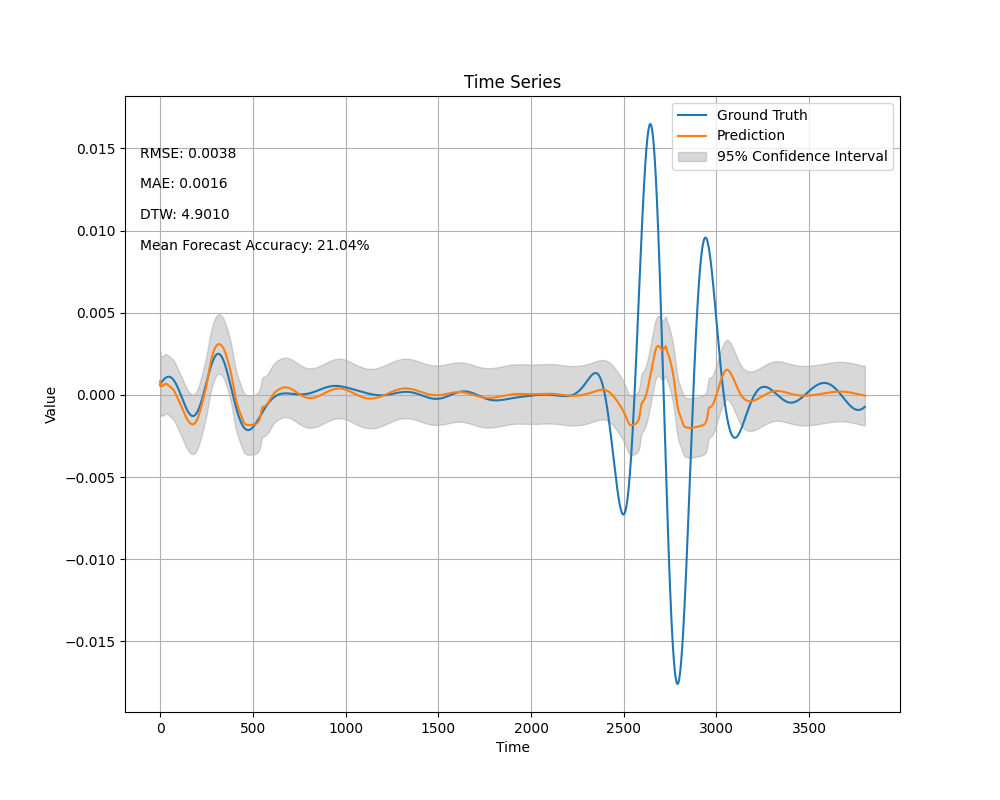 Time Series
Ground Truth
Prediction
95% Confidence Interval
RMSE: 0.0038
MAE: 0.0016
DTW: 4.9010
Mean Forecast Accuracy: 21.04%
0.015
0.010
0.005
0.000
−0.005
−0.010
−0.015
Value
0 500 1000 1500 2000 2500 3000 3500
Time